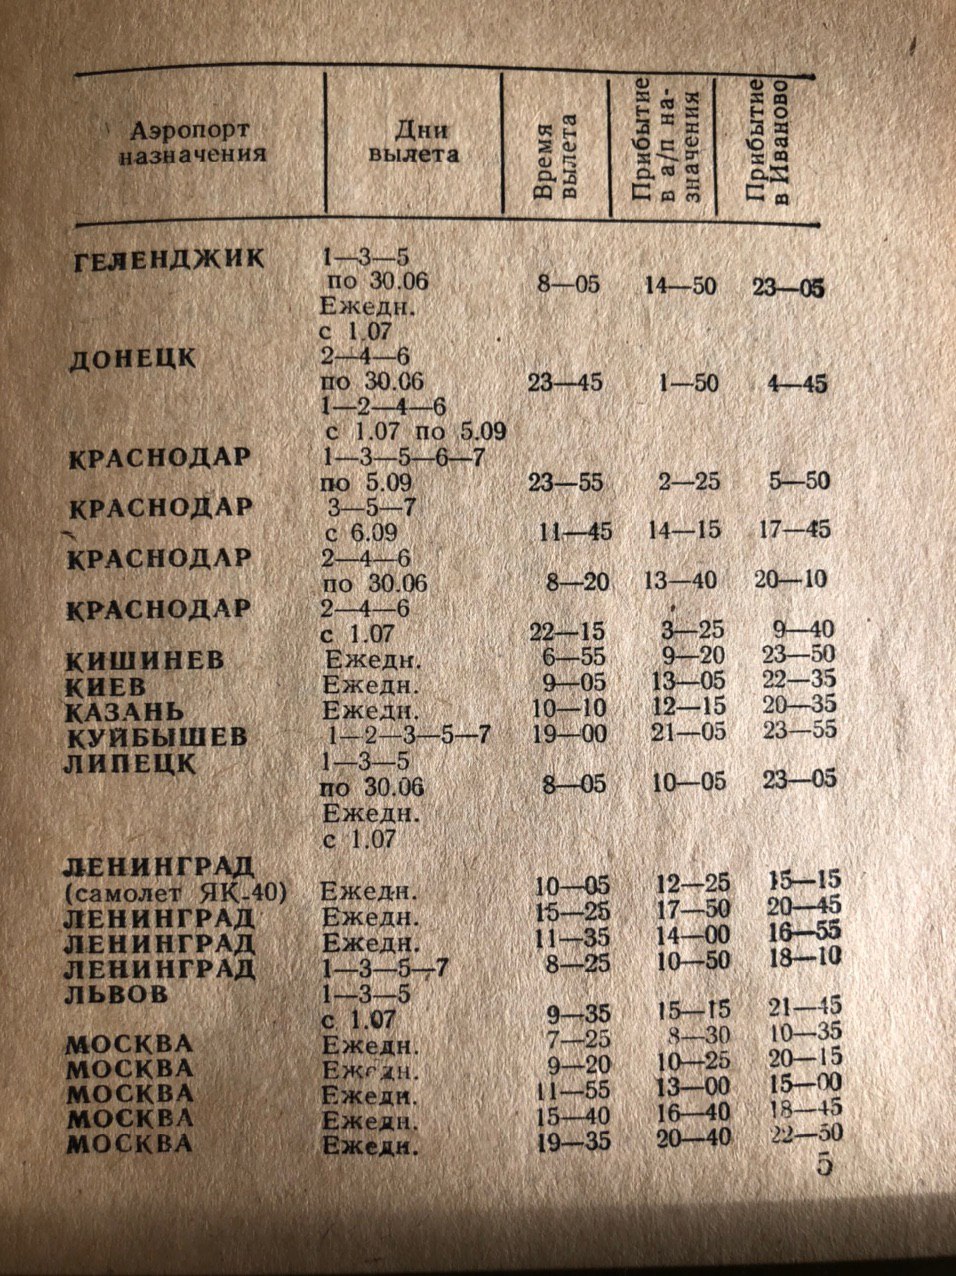 Аэропорт назначения | Дни вылета | Время вылета | Прибытие в а/п на-значения | Прибытие в Иваново
ГЕЛЕНДЖИК 1—3—5
по 30.06 8—05 14—50 23—05
Ежедн.
с 1.07
ДОНЕЦК 2—4—6
по 30.06 23—45 1—50 4—45
1—2—4—6
с 1.07 по 5.09
КРАСНОДАР 1—3—5—6—7
по 5.09 23—55 2—25 5—50
КРАСНОДАР 3—5—7
с 6.09 11—45 14—15 17—45
КРАСНОДАР 2—4—6
по 30.06 8—20 13—40 20—10
КРАСНОДАР 2—4—6
с 1.07 22—15 3—25 9—40
КИШИНЕВ Ежедн. 6—55 9—20 23—50
КИЕВ Ежедн. 9—05 13—05 22—35
КАЗАНЬ Ежедн. 10—10 12—15 20—35
КУЙБЫШЕВ 1—2—3—5—7 19—00 21—05 23—55
ЛИПЕЦК 1—3—5
по 30.06 8—05 10—05 23—05
Ежедн.
с 1.07
ЛЕНИНГРАД
(самолет ЯК-40) Ежедн. 10—05 12—25 15—15
ЛЕНИНГРАД Ежедн. 15—25 17—50 20—45
ЛЕНИНГРАД Ежедн. 11—35 14—00 16—55
ЛЕНИНГРАД 1—3—5—7 8—25 10—50 18—10
ЛЬВОВ 1—3—5
с 1.07 9—35 15—15 21—45
МОСКВА Ежедн. 7—25 8—30 10—35
МОСКВА Ежедн. 9—20 10—25 20—15
МОСКВА Ежедн. 11—55 13—00 15—00
МОСКВА Ежедн. 15—40 16—40 18—45
МОСКВА Ежедн. 19—35 20—40 22—50
5